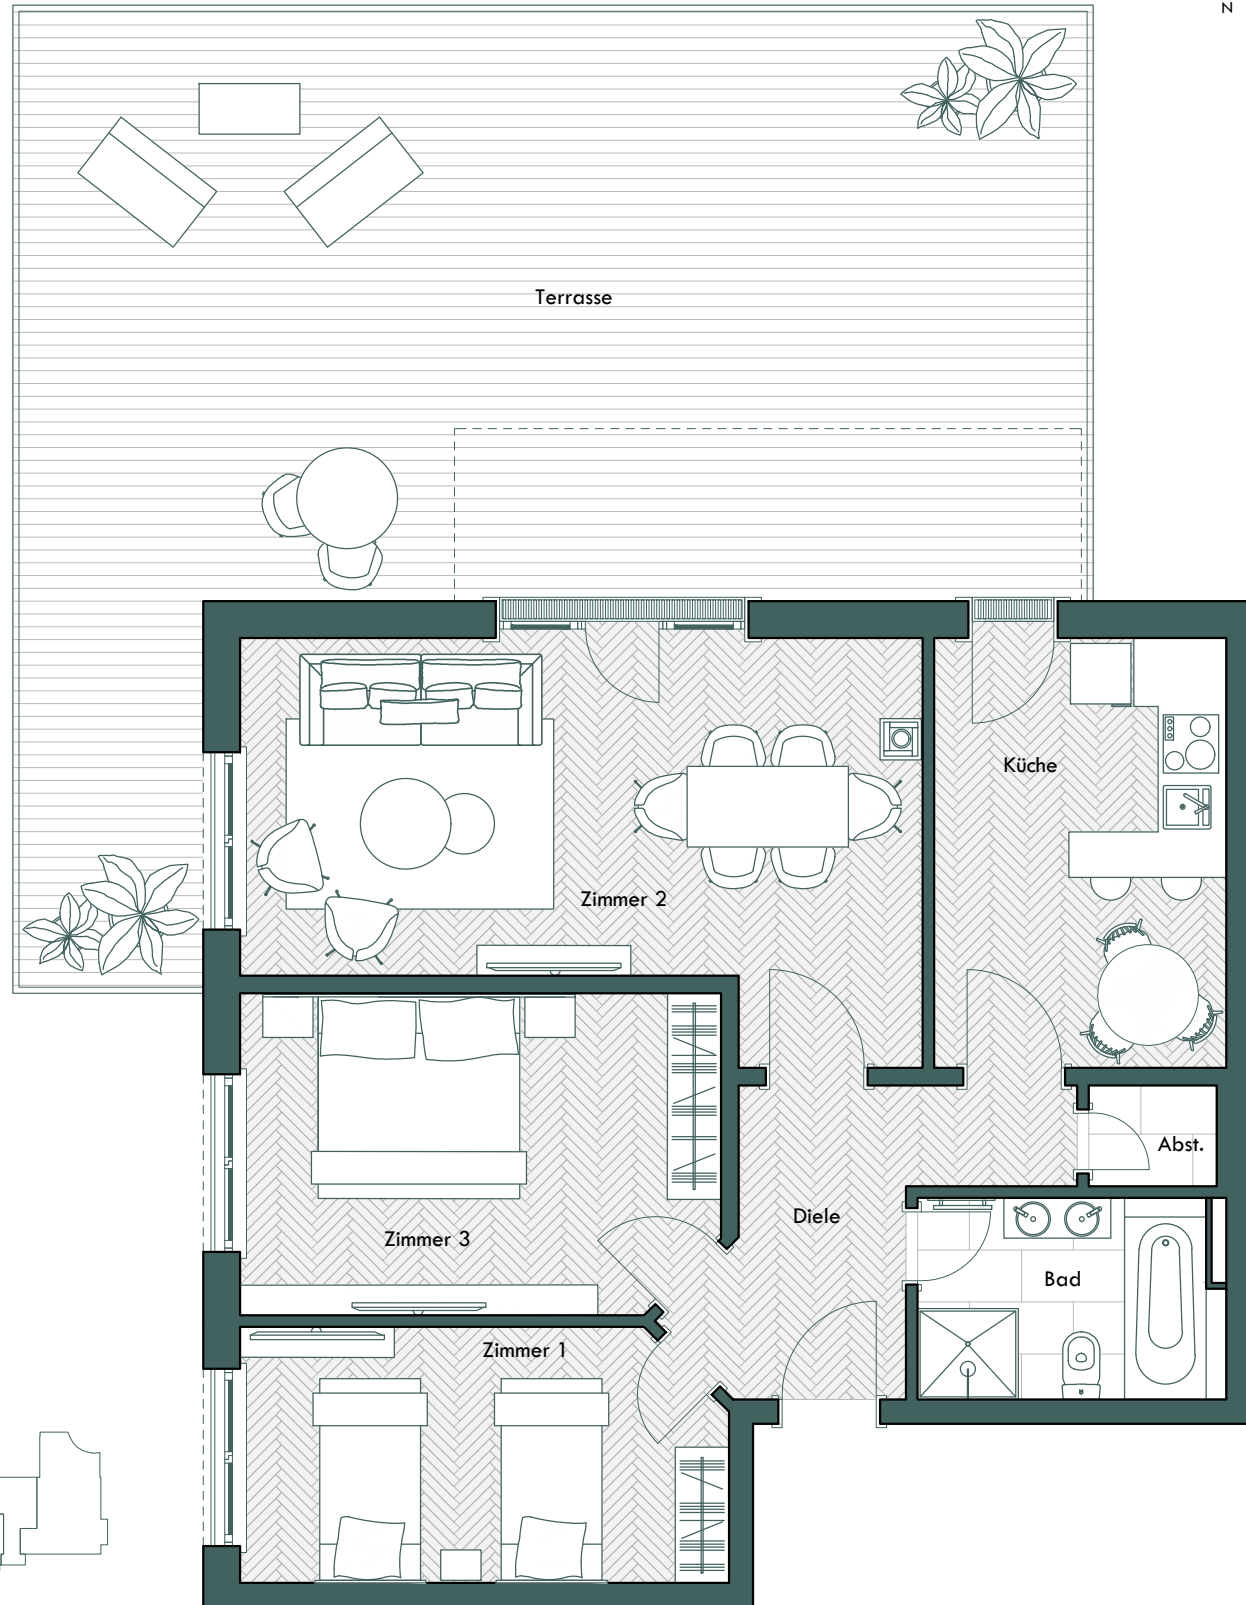 N
Terrasse
Küche
Zimmer 2
Abst.
Diele
Zimmer 3
Bad
Zimmer 1